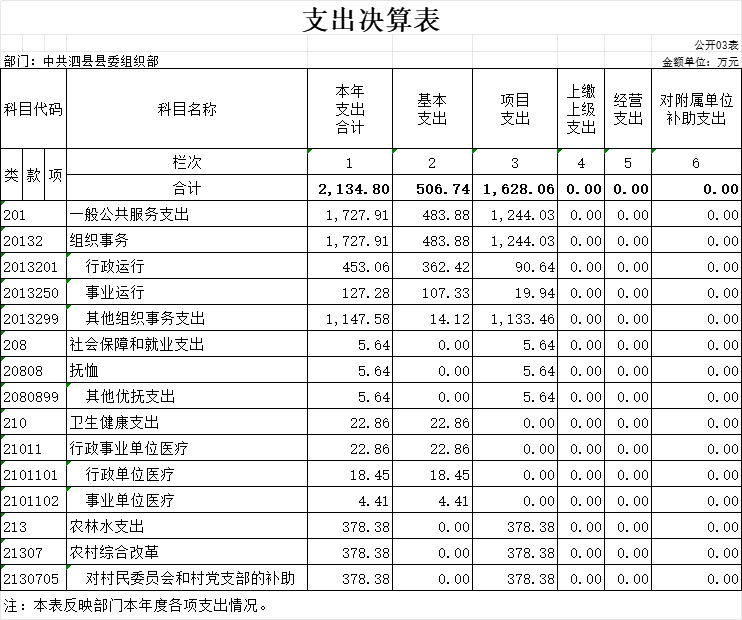 支出决算表
公开03表
部门：中共泗县县委组织部 金额单位：万元
科目代码 科目名称 本年支出合计 基本支出 项目支出 上缴上级支出 经营支出 对附属单位补助支出
类 款 项 栏次 1 2 3 4 5 6
合计 2,134.80 506.74 1,628.06 0.00 0.00 0.00
201 一般公共服务支出 1,727.91 483.88 1,244.03 0.00 0.00 0.00
20132 组织事务 1,727.91 483.88 1,244.03 0.00 0.00 0.00
2013201 行政运行 453.06 362.42 90.64 0.00 0.00 0.00
2013250 事业运行 127.28 107.33 19.94 0.00 0.00 0.00
2013299 其他组织事务支出 1,147.58 14.12 1,133.46 0.00 0.00 0.00
208 社会保障和就业支出 5.64 0.00 5.64 0.00 0.00 0.00
20808 抚恤 5.64 0.00 5.64 0.00 0.00 0.00
2080899 其他优抚支出 5.64 0.00 5.64 0.00 0.00 0.00
210 卫生健康支出 22.86 22.86 0.00 0.00 0.00 0.00
21011 行政事业单位医疗 22.86 22.86 0.00 0.00 0.00 0.00
2101101 行政单位医疗 18.45 18.45 0.00 0.00 0.00 0.00
2101102 事业单位医疗 4.41 4.41 0.00 0.00 0.00 0.00
213 农林水支出 378.38 0.00 378.38 0.00 0.00 0.00
21307 农村综合改革 378.38 0.00 378.38 0.00 0.00 0.00
2130705 对村民委员会和村党支部的补助 378.38 0.00 378.38 0.00 0.00 0.00
注：本表反映部门本年度各项支出情况。